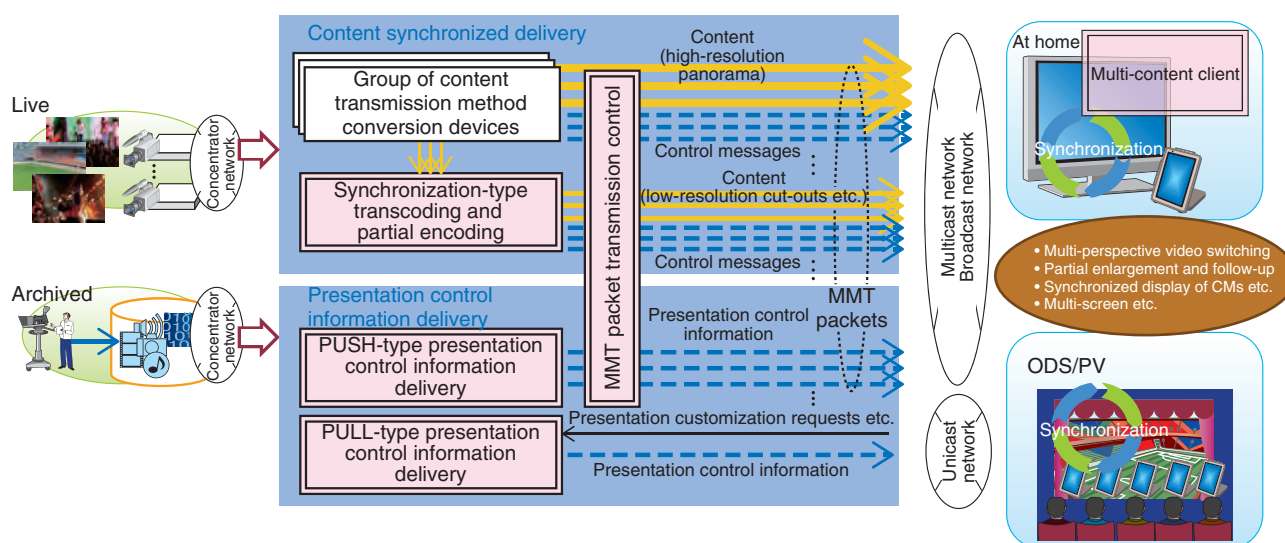 Live
Concentrator
network
Archived
Concentrator
network
Content synchronized delivery
Group of content
transmission method
conversion devices
Synchronization-type
transcoding and
partial encoding
Presentation control
information delivery
PUSH-type presentation
control information
delivery
PULL-type presentation
control information
delivery
MMT packet transmission control
Content
(high-resolution
panorama)
Control messages
Content
(low-resolution cut-outs etc.)
Control messages
MMT
packets
Presentation control
information
Presentation customization requests etc.
Presentation control information
Multicast network
Broadcast network
Unicast
network
At home
Multi-content client
Synchronization
• Multi-perspective video switching
• Partial enlargement and follow-up
• Synchronized display of CMs etc.
• Multi-screen etc.
ODS/PV
Synchronization